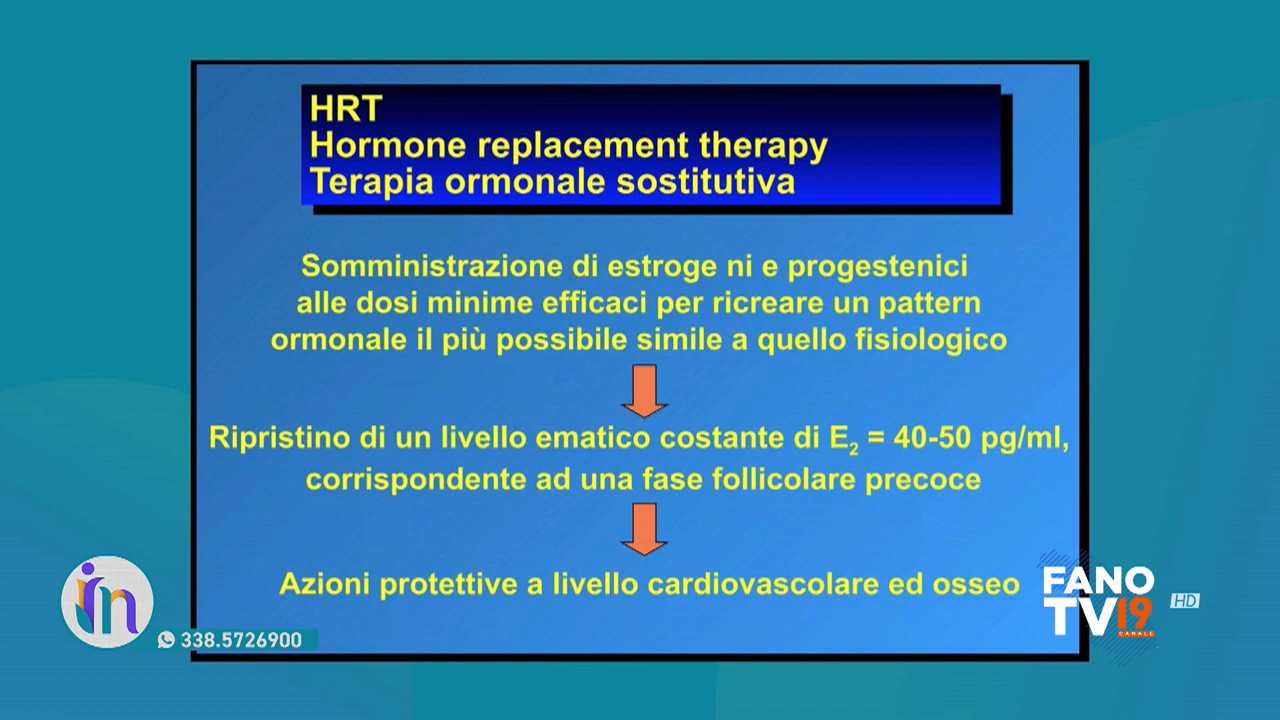 HRT
Hormone replacement therapy
Terapia ormonale sostitutiva
Somministrazione di estroge ni e progestenici
alle dosi minime efficaci per ricreare un pattern
ormonale il più possibile simile a quello fisiologico
Ripristino di un livello ematico costante di E₂ = 40-50 pg/ml,
corrispondente ad una fase follicolare precoce
Azioni protettive a livello cardiovascolare ed osseo
in
338.5726900
FANO
TV19
CANALE
HD